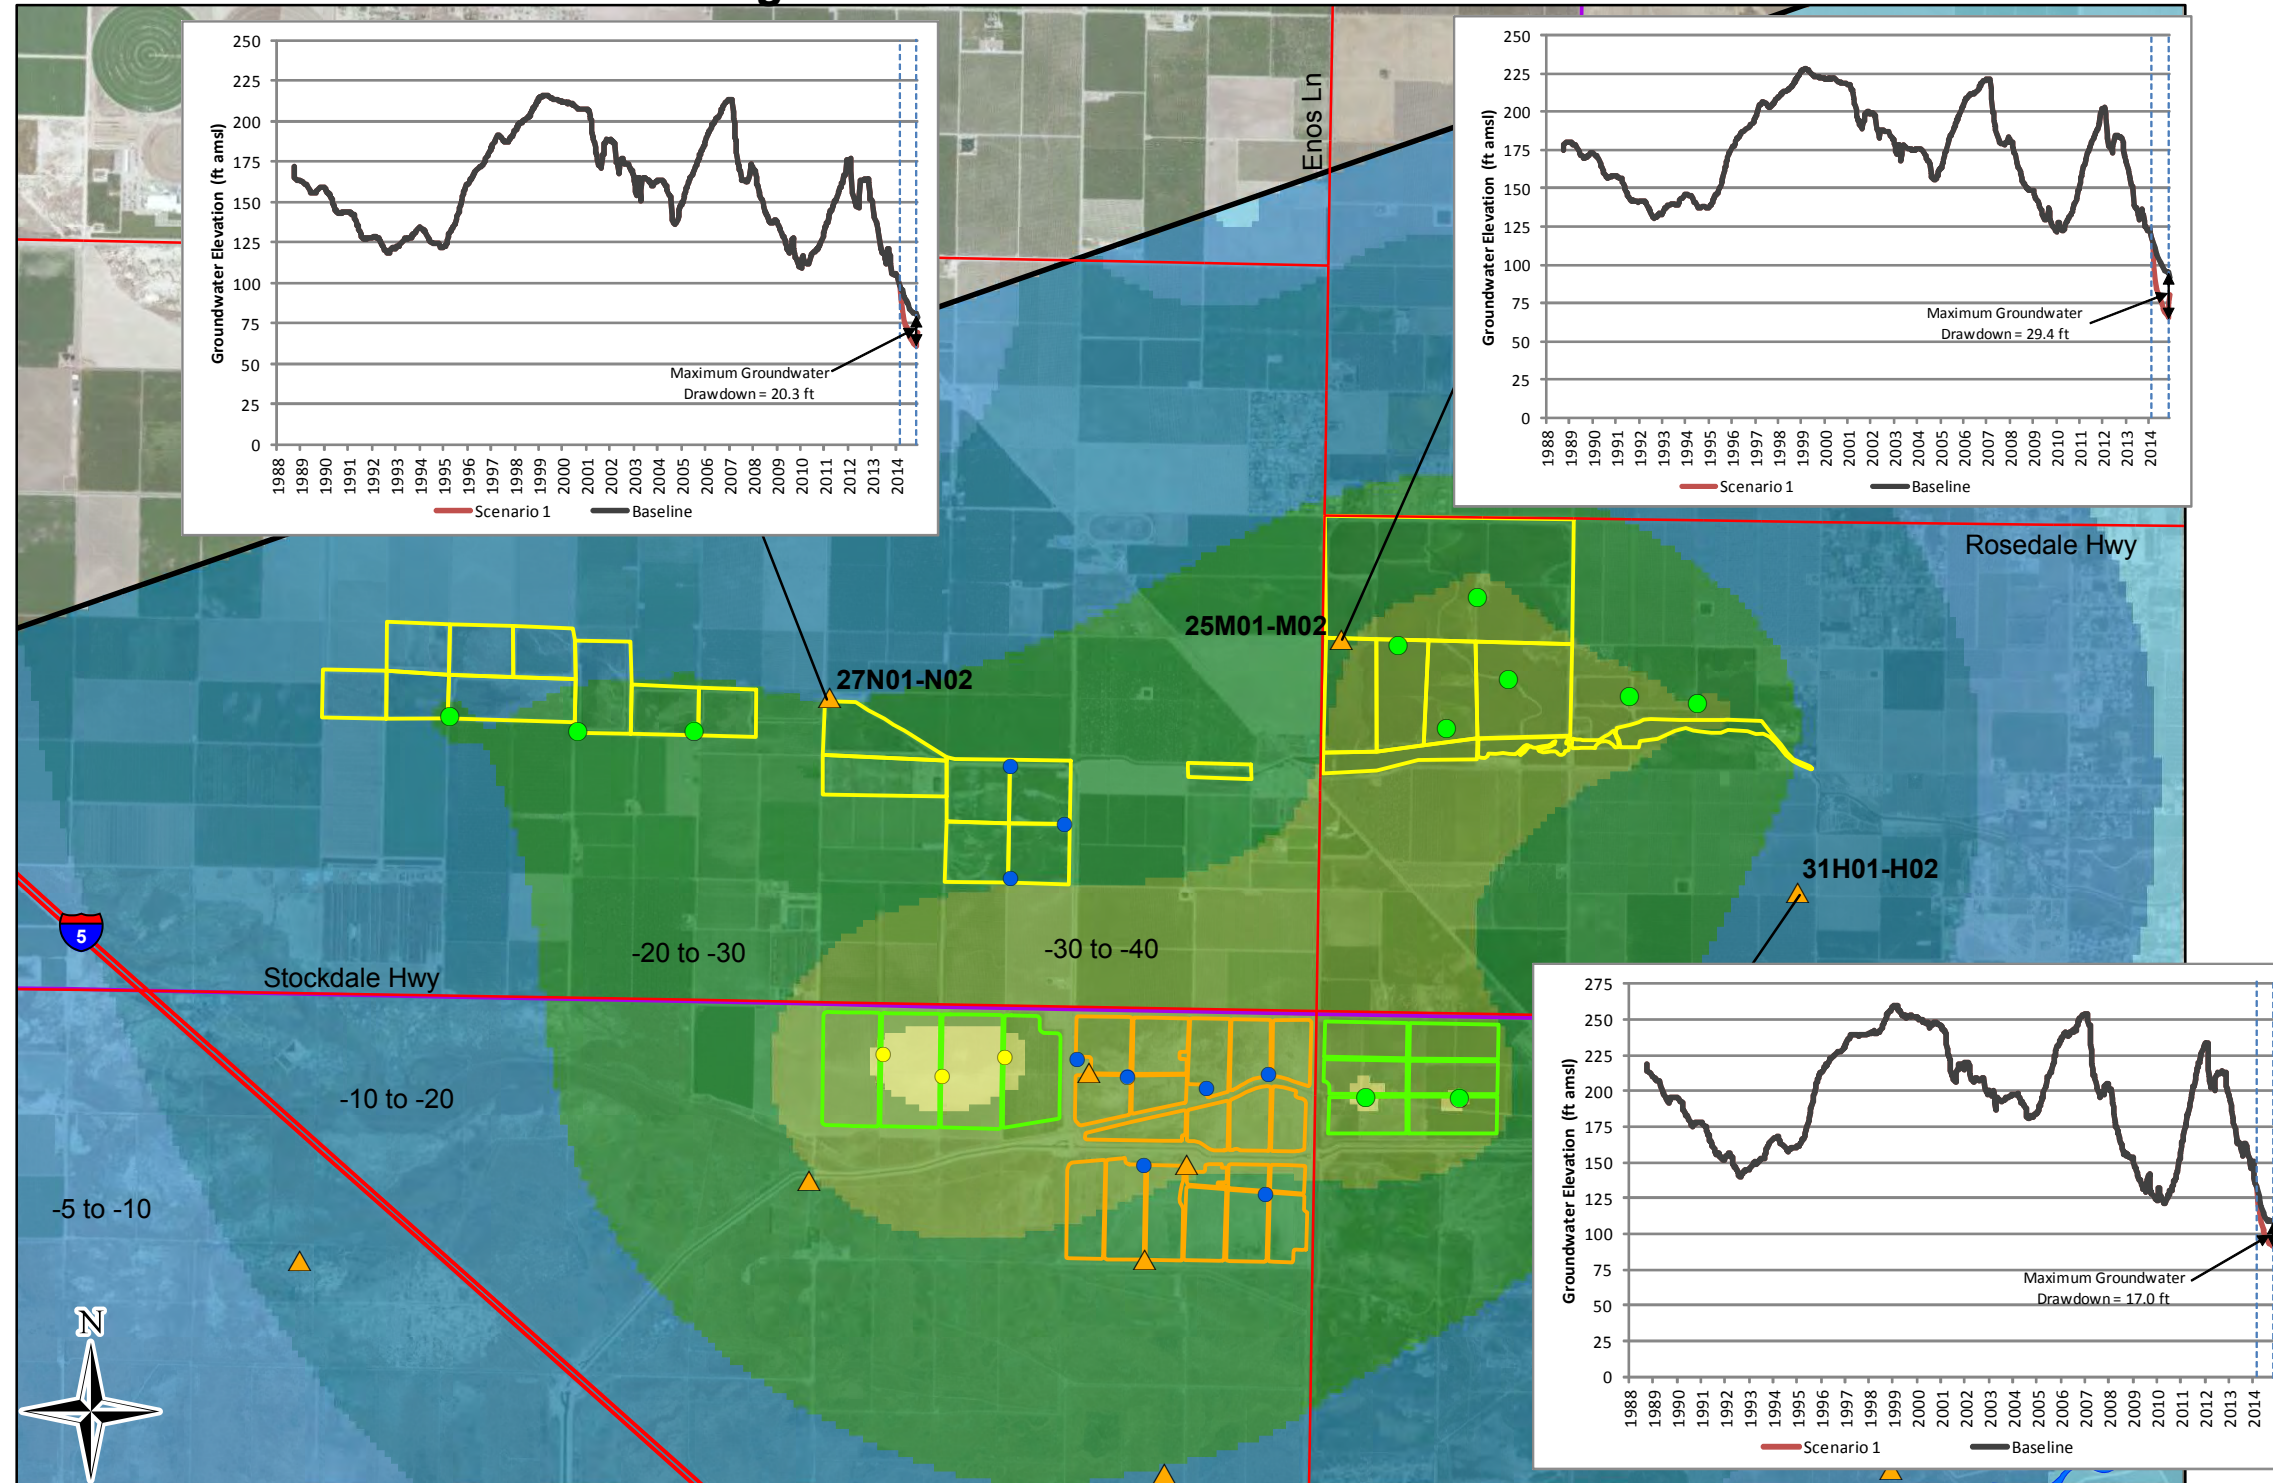 250
225
200
175
150
125
100
75
50
25
0
Groundwater Elevation (ft amsl)
Maximum Groundwater
Drawdown = 20.3 ft
1988 1989 1990 1991 1992 1993 1994 1995 1996 1997 1998 1999 2000 2001 2002 2003 2004 2005 2006 2007 2008 2009 2010 2011 2012 2013 2014
Scenario 1 Baseline
Enos Ln
250
225
200
175
150
125
100
75
50
25
0
Groundwater Elevation (ft amsl)
Maximum Groundwater
Drawdown = 29.4 ft
1988 1989 1990 1991 1992 1993 1994 1995 1996 1997 1998 1999 2000 2001 2002 2003 2004 2005 2006 2007 2008 2009 2010 2011 2012 2013 2014
Scenario 1 Baseline
Rosedale Hwy
25M01-M02
27N01-N02
31H01-H02
5
-20 to -30
-30 to -40
Stockdale Hwy
-10 to -20
-5 to -10
N
275
250
225
200
175
150
125
100
75
50
25
0
Groundwater Elevation (ft amsl)
Maximum Groundwater
Drawdown = 17.0 ft
1988 1989 1990 1991 1992 1993 1994 1995 1996 1997 1998 1999 2000 2001 2002 2003 2004 2005 2006 2007 2008 2009 2010 2011 2012 2013 2014
Scenario 1 Baseline